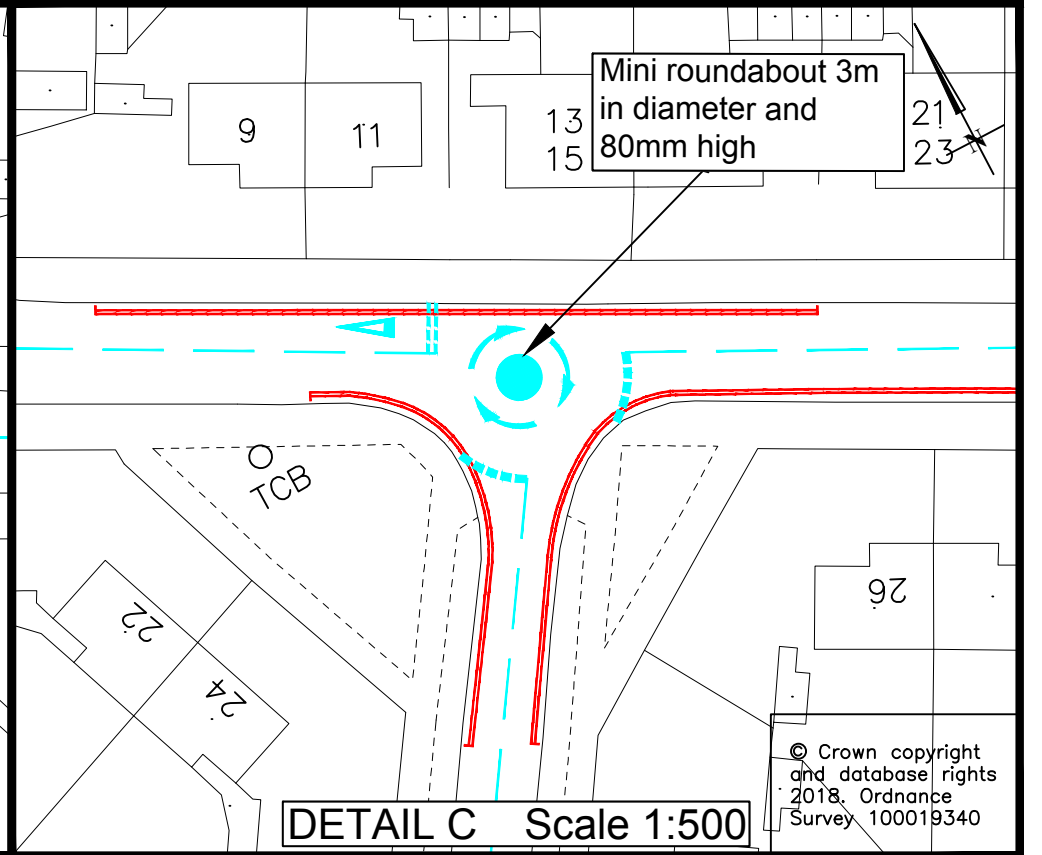 Mini roundabout 3m
in diameter and
80mm high
9
11
13
15
21
23
N
TCB
22
24
26
DETAIL C Scale 1:500
© Crown copyright
and database rights
2018. Ordnance
Survey 100019340